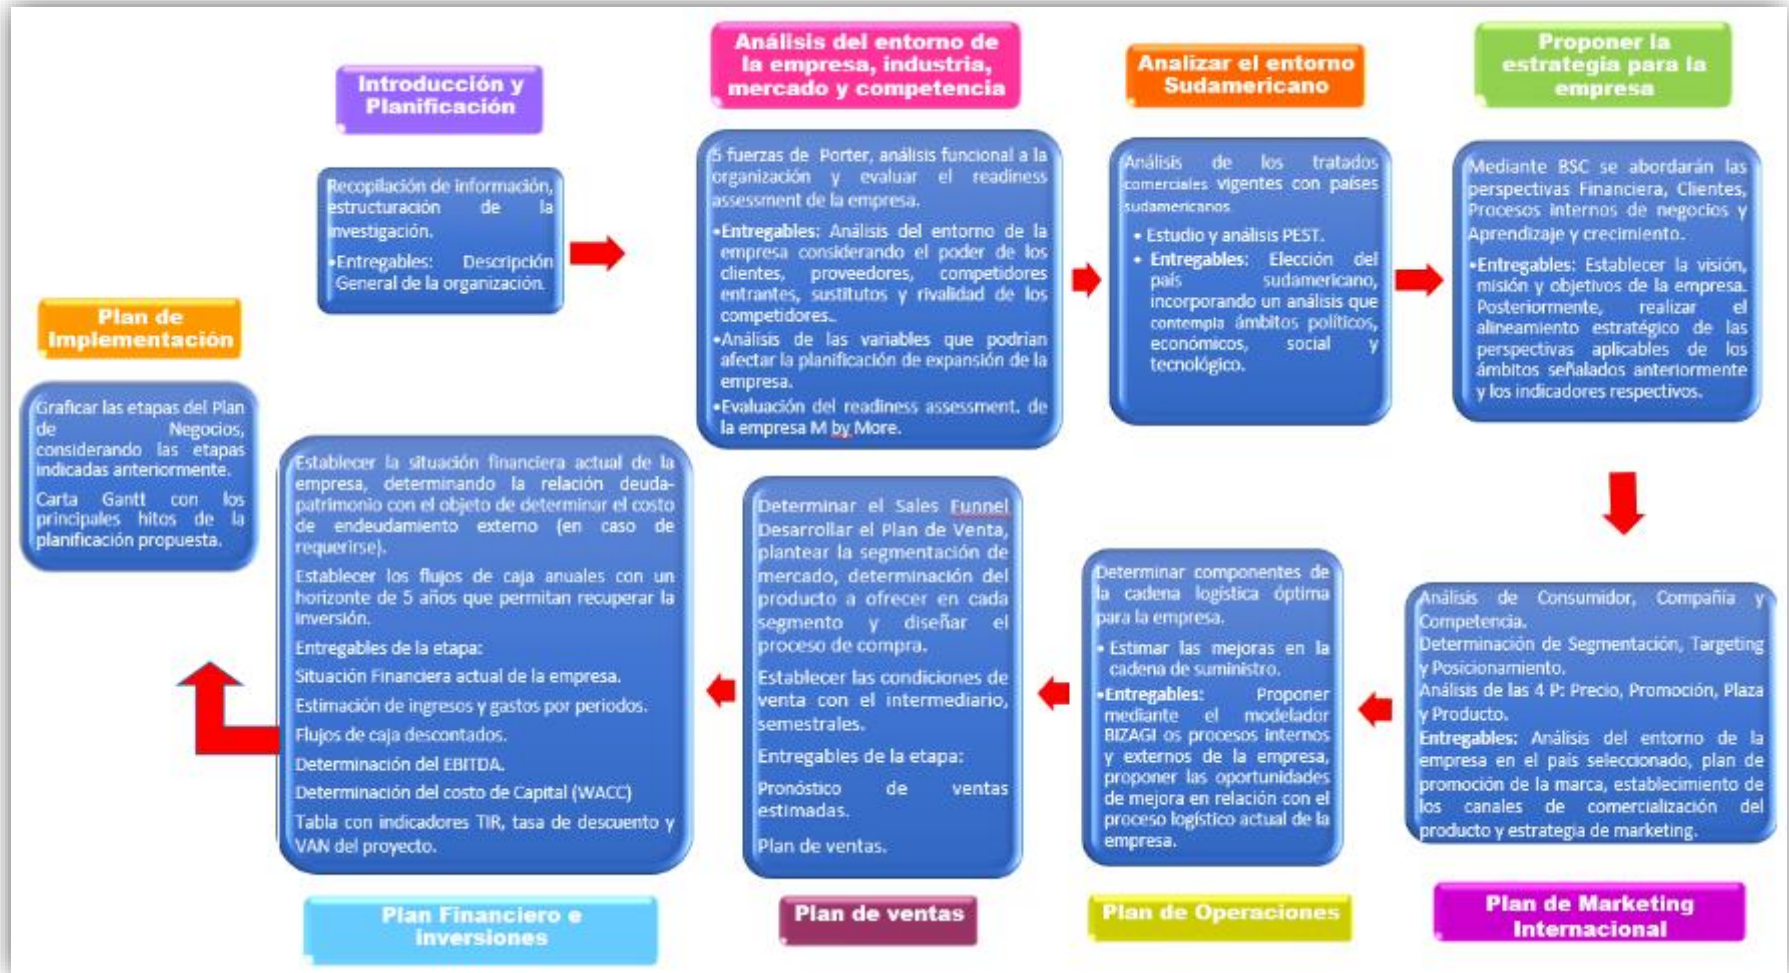 Introducción y
Planificación
Recopilación de información,
estructuración de la
investigación.
•Entregables: Descripción
General de la organización.
Análisis del entorno de
la empresa, industria,
mercado y competencia
5 fuerzas de Porter, análisis funcional a la
organización y evaluar el readiness
assessment de la empresa.
•Entregables: Análisis del entorno de la
empresa considerando el poder de los
clientes, proveedores, competidores
entrantes, sustitutos y rivalidad de los
competidores..
•Análisis de las variables que podrían
afectar la planificación de expansión de la
empresa.
•Evaluación del readiness assessment. de
la empresa M by More.
Analizar el entorno
Sudamericano
Análisis de los tratados
comerciales vigentes con países
sudamericanos.
• Estudio y análisis PEST.
• Entregables: Elección del
país sudamericano,
incorporando un análisis que
contempla ámbitos políticos,
económicos, social y
tecnológico.
Proponer la
estrategia para la
empresa
Mediante BSC se abordarán las
perspectivas Financiera, Clientes,
Procesos internos de negocios y
Aprendizaje y crecimiento.
•Entregables: Establecer la visión,
misión y objetivos de la empresa.
Posteriormente, realizar el
alineamiento estratégico de las
perspectivas aplicables de los
ámbitos señalados anteriormente
y los indicadores respectivos.
Análisis de Consumidor, Compañía y
Competencia.
Determinación de Segmentación, Targeting
y Posicionamiento.
Análisis de las 4 P: Precio, Promoción, Plaza
y Producto.
Entregables: Análisis del entorno de la
empresa en el país seleccionado, plan de
promoción de la marca, establecimiento de
los canales de comercialización del
producto y estrategia de marketing.
Plan de Marketing
Internacional
Determinar componentes de
la cadena logística óptima
para la empresa.
• Estimar las mejoras en la
cadena de suministro.
•Entregables: Proponer
mediante el modelador
BIZAGI os procesos internos
y externos de la empresa,
proponer las oportunidades
de mejora en relación con el
proceso logístico actual de la
empresa.
Plan de Operaciones
Determinar el Sales Funnel
Desarrollar el Plan de Venta,
plantear la segmentación de
mercado, determinación del
producto a ofrecer en cada
segmento y diseñar el
proceso de compra.
Establecer las condiciones de
venta con el intermediario,
semestrales.
Entregables de la etapa:
Pronóstico de ventas
estimadas.
Plan de ventas.
Plan de ventas
Establecer la situación financiera actual de la
empresa, determinando la relación deuda-
patrimonio con el objeto de determinar el costo
de endeudamiento externo (en caso de
requerirse).
Establecer los flujos de caja anuales con un
horizonte de 5 años que permitan recuperar la
inversión.
Entregables de la etapa:
Situación Financiera actual de la empresa.
Estimación de ingresos y gastos por periodos.
Flujos de caja descontados.
Determinación del EBITDA.
Determinación del costo de Capital (WACC)
Tabla con indicadores TIR, tasa de descuento y
VAN del proyecto.
Plan Financiero e
inversiones
Plan de
Implementación
Graficar las etapas del Plan
de Negocios,
considerando las etapas
indicadas anteriormente.
Carta Gantt con los
principales hitos de la
planificación propuesta.